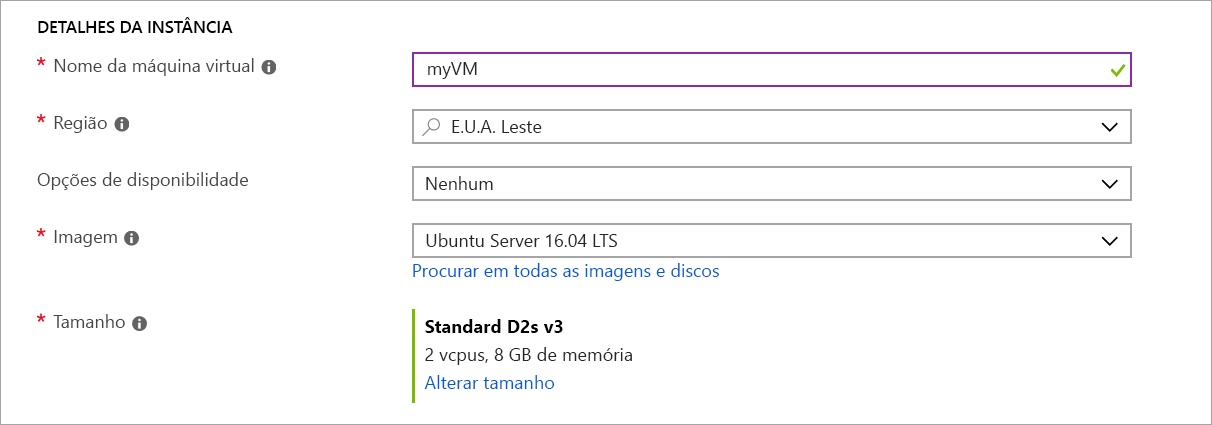 DETALHES DA INSTÂNCIA
* Nome da máquina virtual
myVM
* Região
E.U.A. Leste
Opções de disponibilidade
Nenhum
* Imagem
Ubuntu Server 16.04 LTS
Procurar em todas as imagens e discos
* Tamanho
Standard D2s v3
2 vcpus, 8 GB de memória
Alterar tamanho